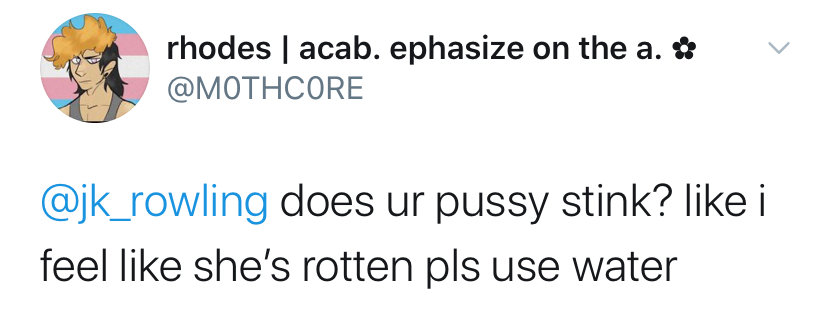 rhodes | acab. ephasize on the a. ✿
@M0THC0RE
@jk_rowling does ur pussy stink? like i
feel like she's rotten pls use water